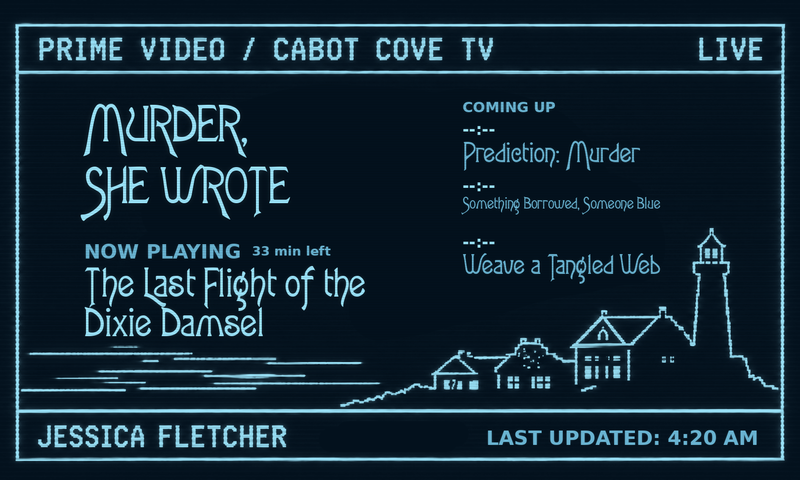 PRIME VIDEO / CABOT COVE TV
LIVE
MURDER,
SHE WROTE
NOW PLAYING 33 min left
The Last Flight of the
Dixie Damsel
COMING UP
--:--
Prediction: Murder
--:--
Something Borrowed, Someone Blue
--:--
Weave a Tangled Web
JESSICA FLETCHER
LAST UPDATED: 4:20 AM